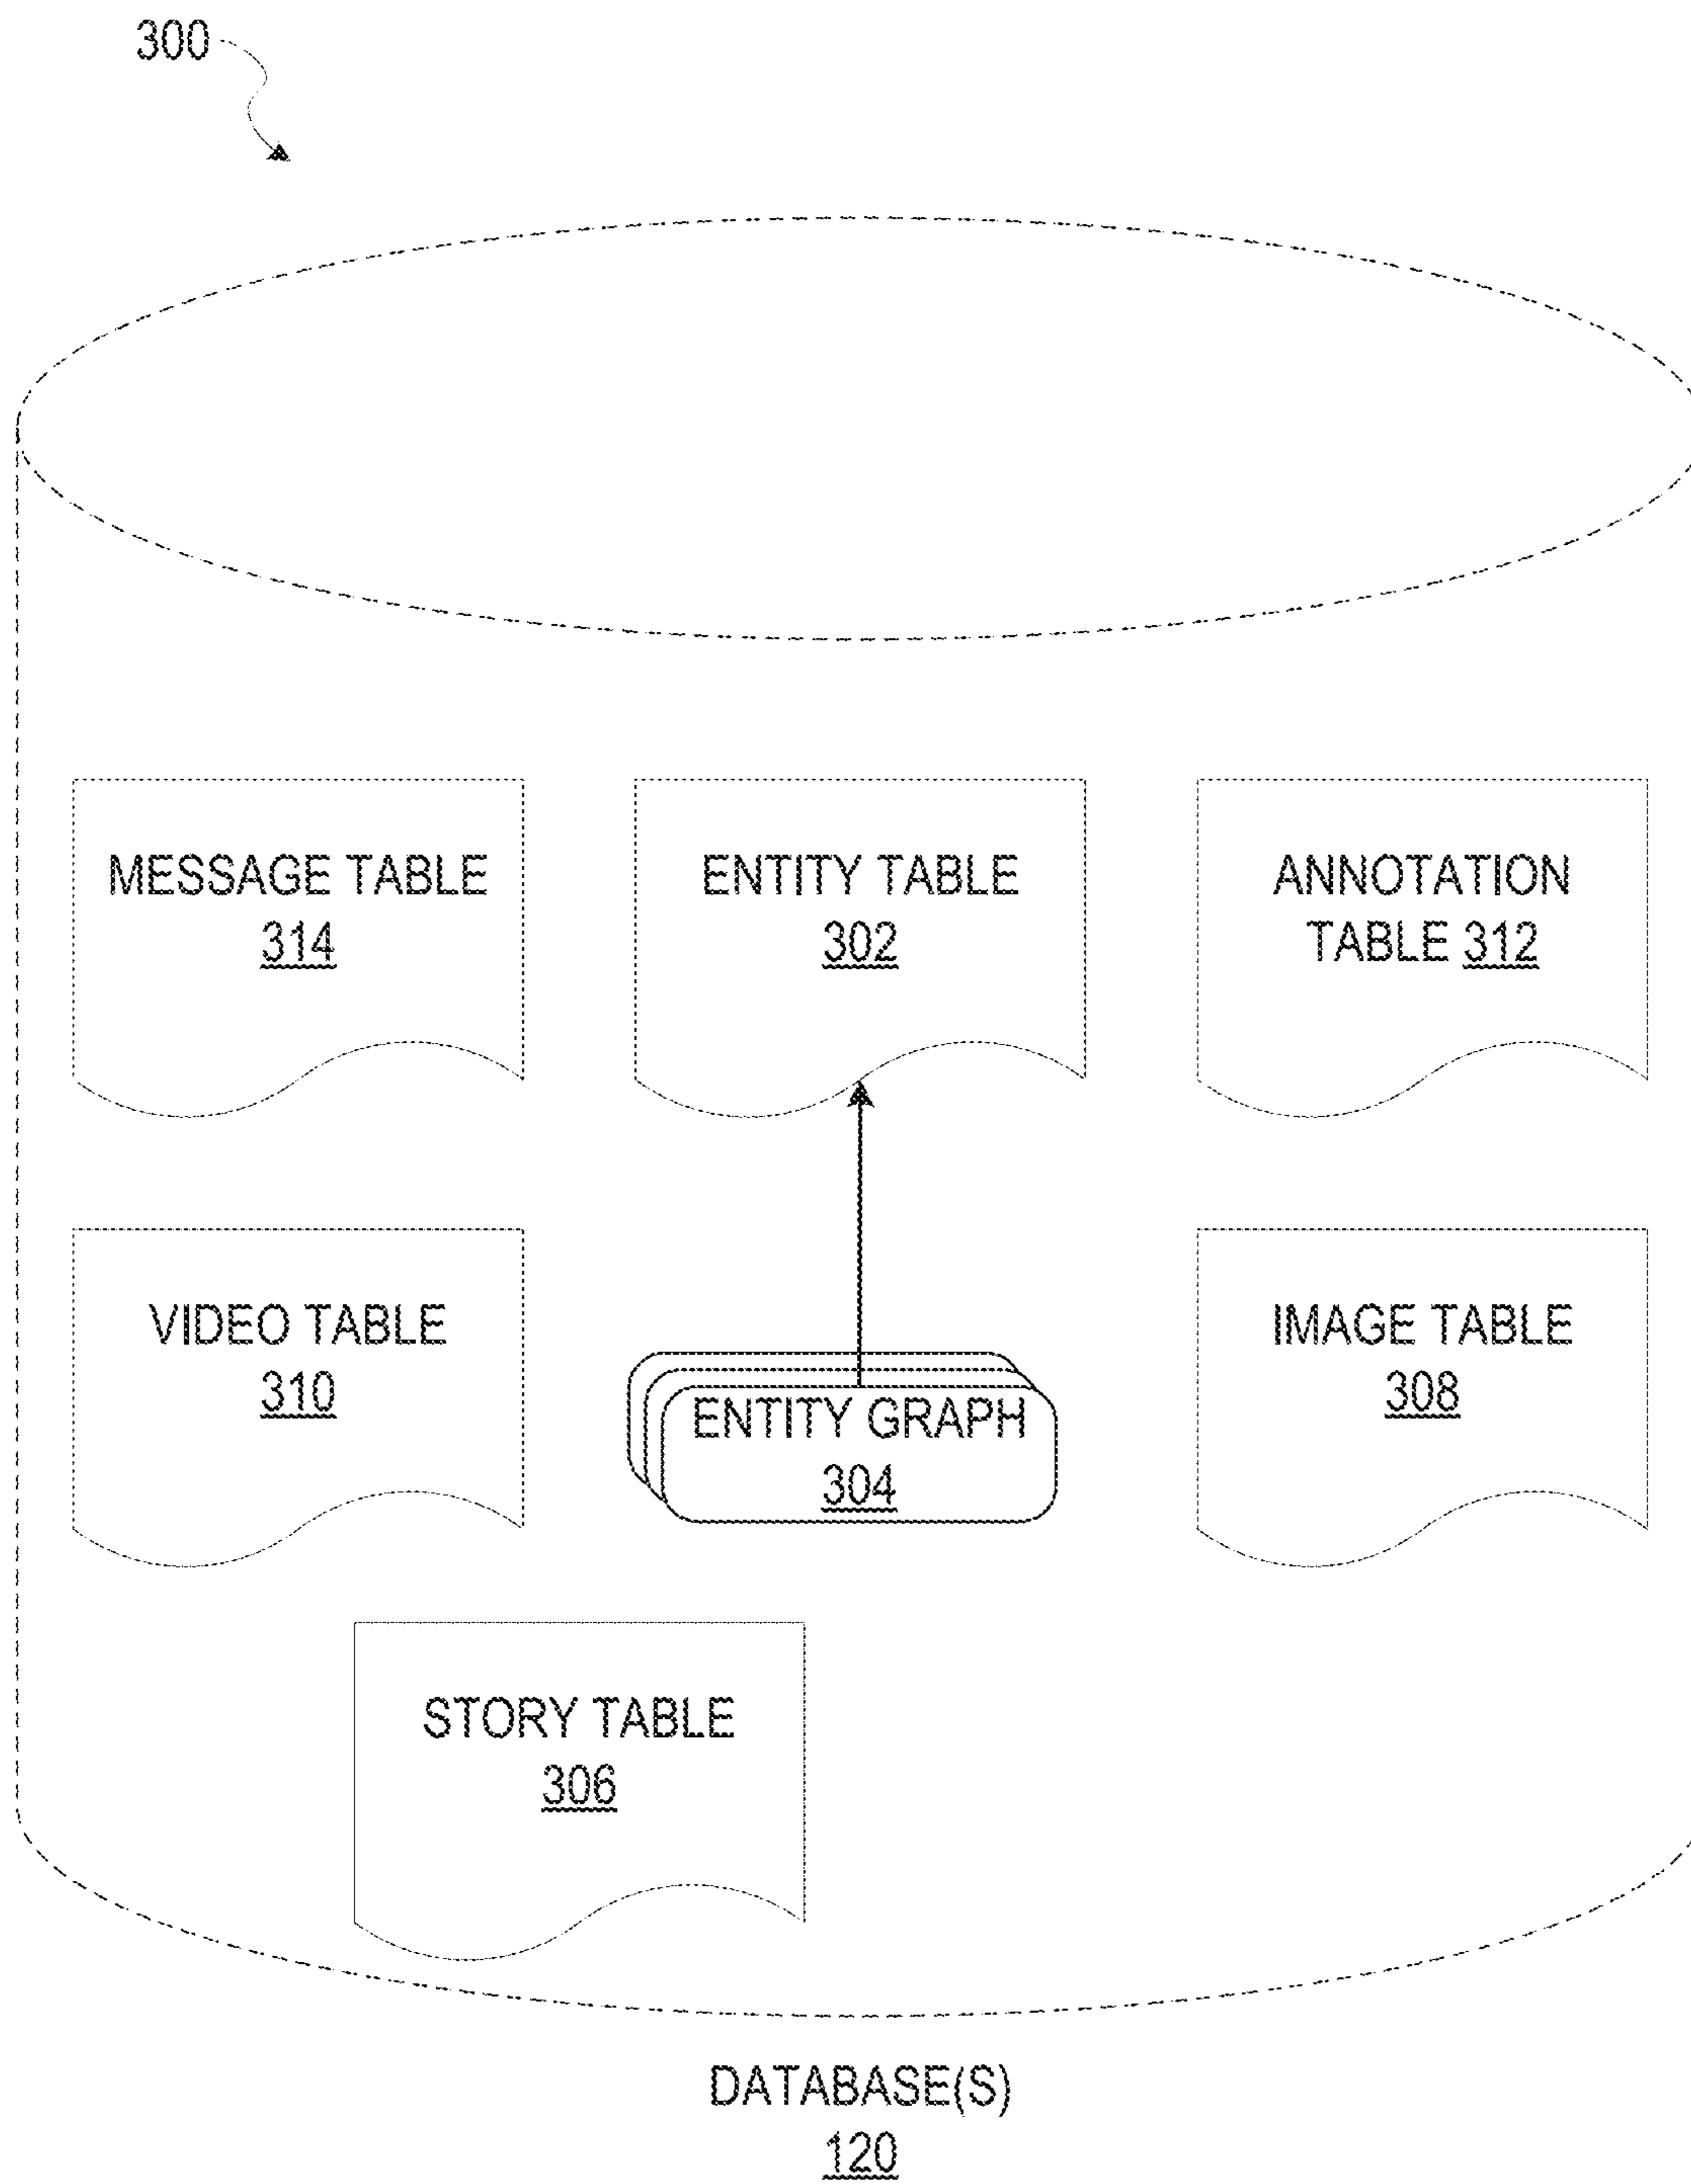 300
MESSAGE TABLE
314
ENTITY TABLE
302
ANNOTATION
TABLE 312
VIDEO TABLE
310
ENTITY GRAPH
304
IMAGE TABLE
308
STORY TABLE
306
DATABASE(S)
120